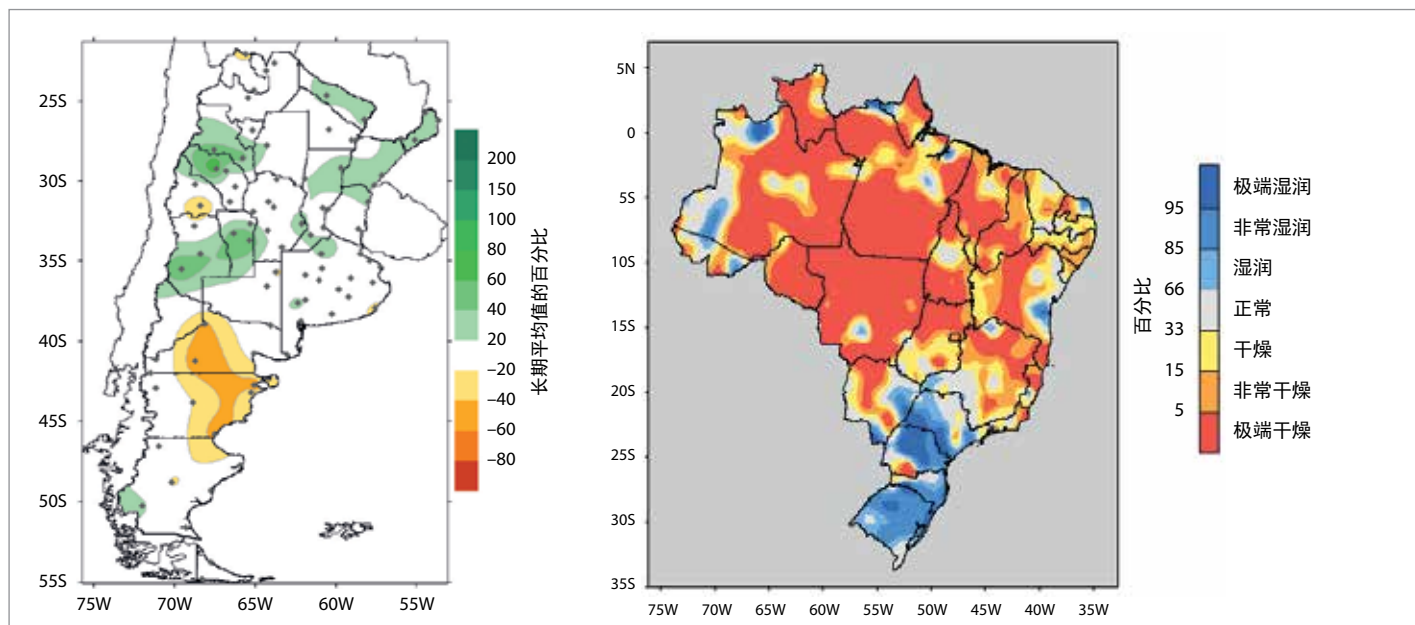 25S
30S
35S
40S
45S
50S
55S
75W
70W
65W
60W
55W
200
150
100
80
60
40
20
–20
–40
–60
–80
长期平均值的百分比
5N
0
5S
10S
15S
20S
25S
30S
35S
75W
70W
65W
60W
55W
50W
45W
40W
35W
百分比
95
85
66
33
15
5
极端湿润
非常湿润
湿润
正常
干燥
非常干燥
极端干燥